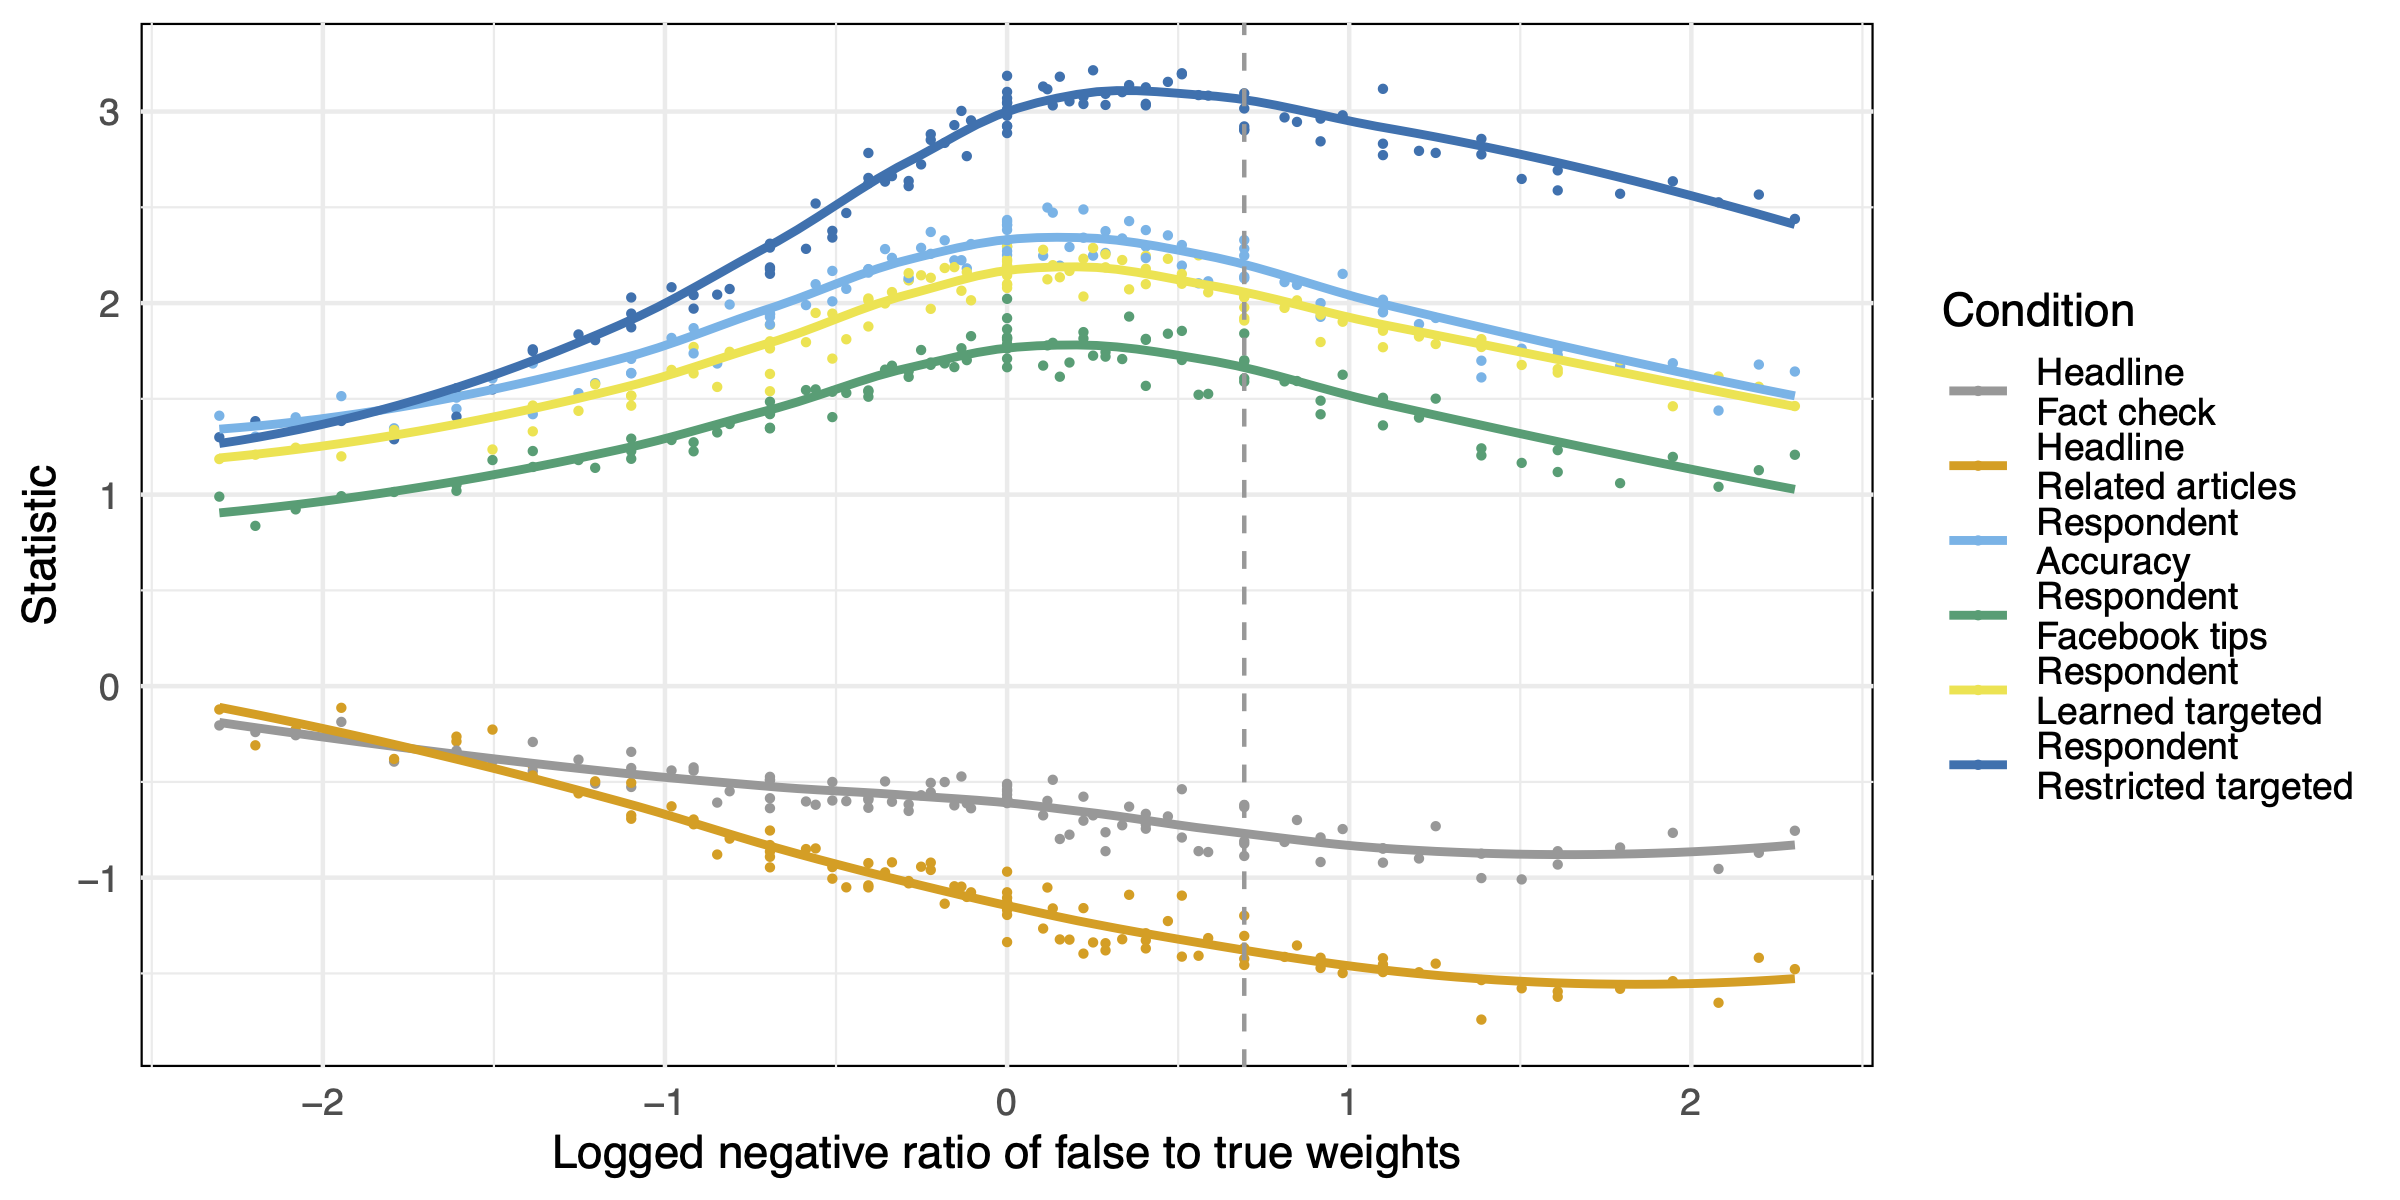 Statistic
3
2
1
0
−1
−2
−1
0
1
2
Logged negative ratio of false to true weights
Condition
Headline
Fact check
Headline
Related articles
Respondent
Accuracy
Respondent
Facebook tips
Respondent
Learned targeted
Respondent
Restricted targeted